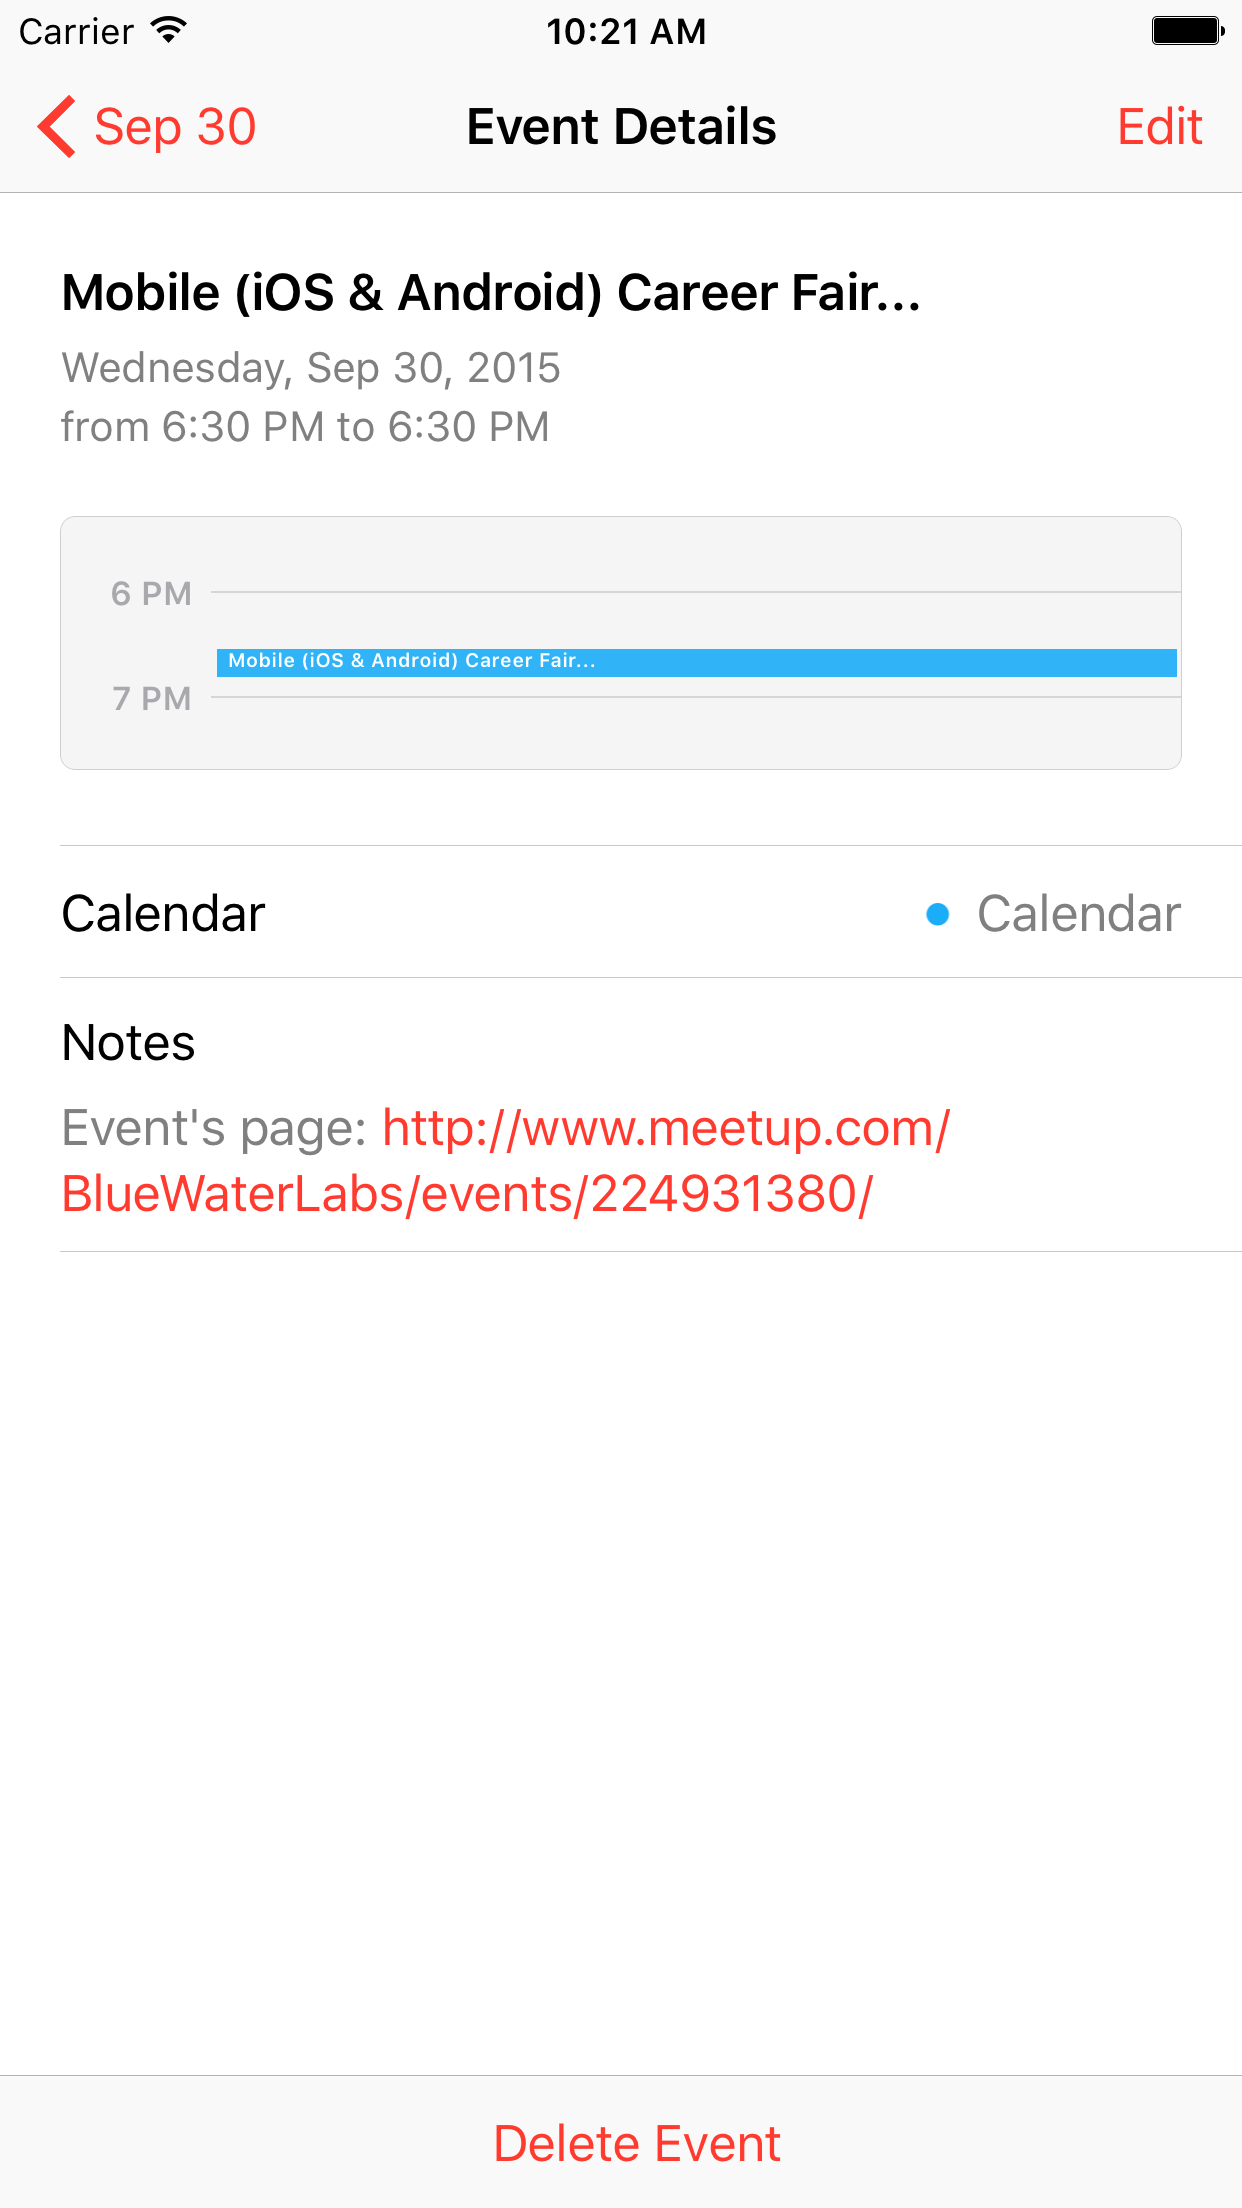 Carrier 10:21 AM
Sep 30 Event Details Edit
Mobile (iOS & Android) Career Fair...
Wednesday, Sep 30, 2015
from 6:30 PM to 6:30 PM
6 PM
Mobile (iOS & Android) Career Fair...
7 PM
Calendar Calendar
Notes
Event's page: http://www.meetup.com/
BlueWaterLabs/events/224931380/
Delete Event